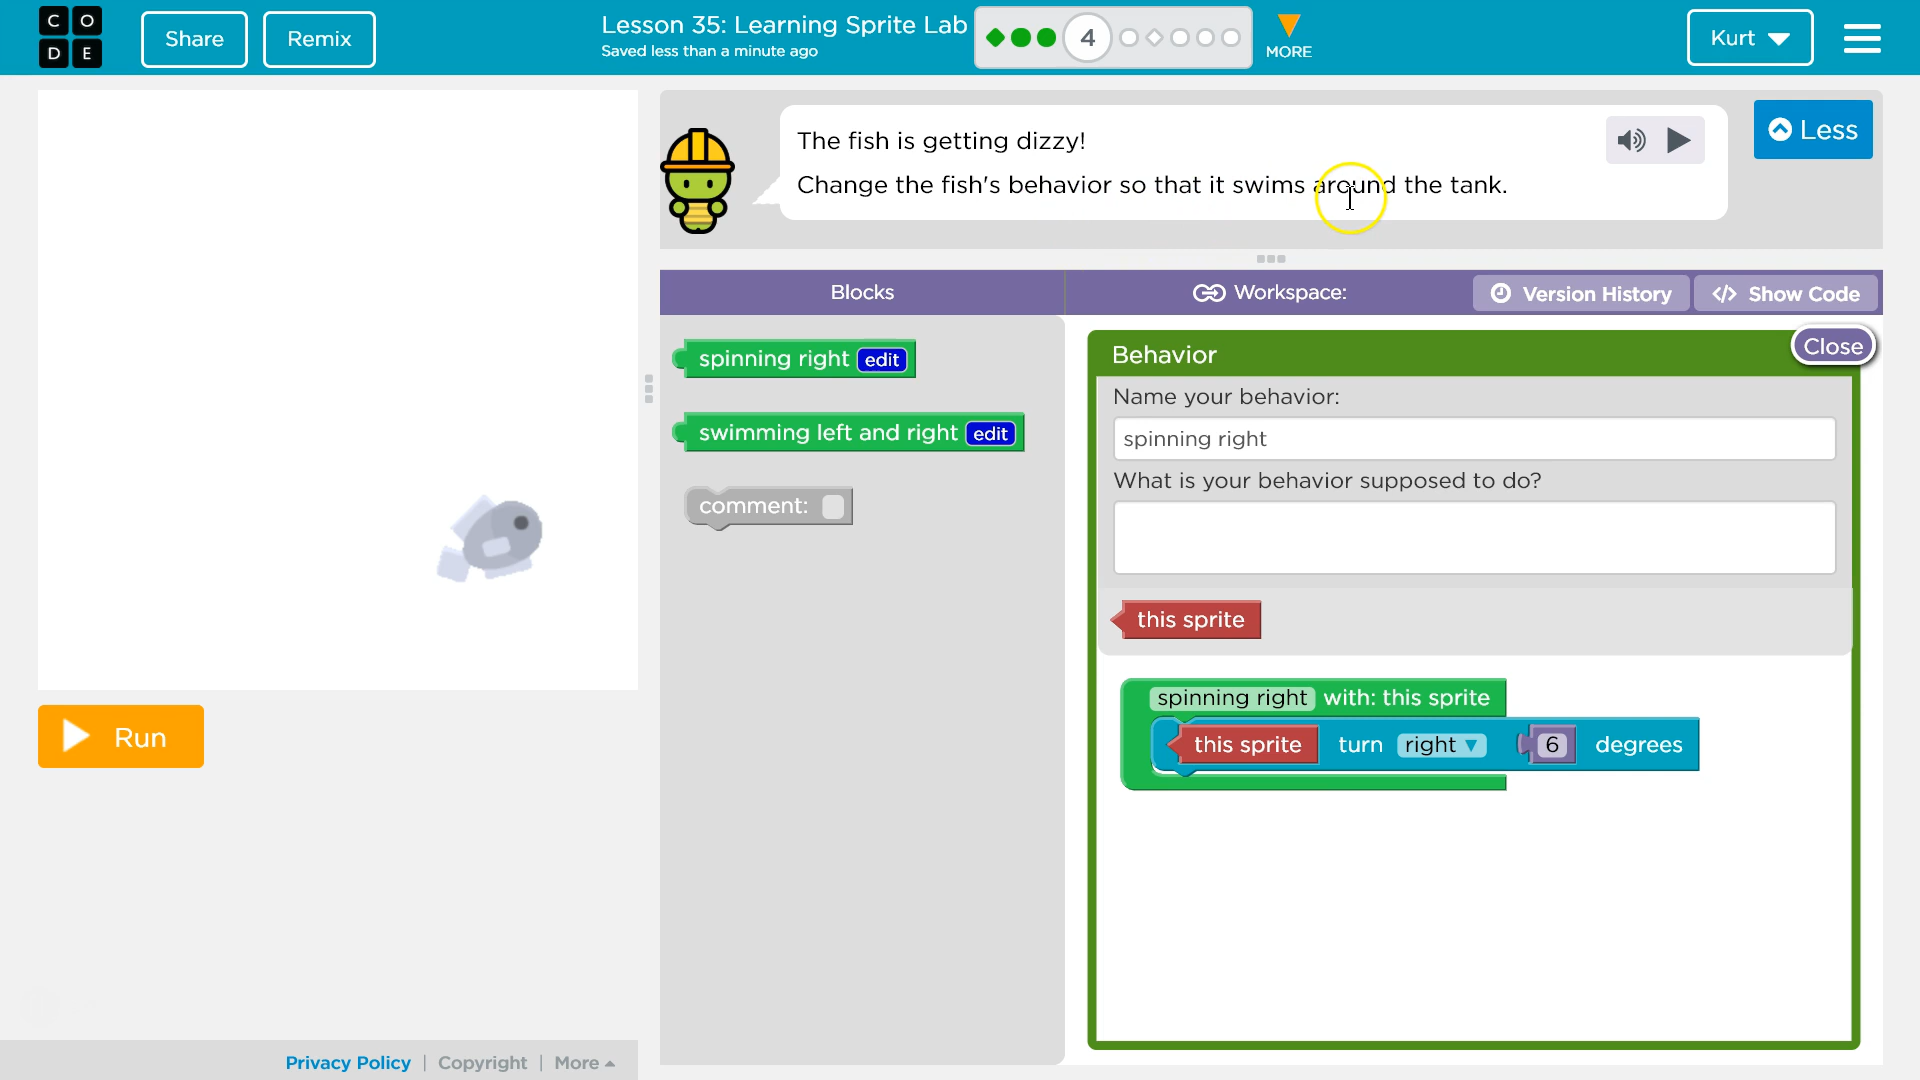 CODE
Share
Remix
Lesson 35: Learning Sprite Lab
Saved less than a minute ago
4
MORE
Kurt
The fish is getting dizzy!
Change the fish's behavior so that it swims around the tank.
Less
Blocks
Workspace:
Version History
</> Show Code
spinning right edit
swimming left and right edit
comment:
Behavior
Close
Name your behavior:
spinning right
What is your behavior supposed to do?
this sprite
spinning right with: this sprite
this sprite turn right 6 degrees
Run
Privacy Policy | Copyright | More